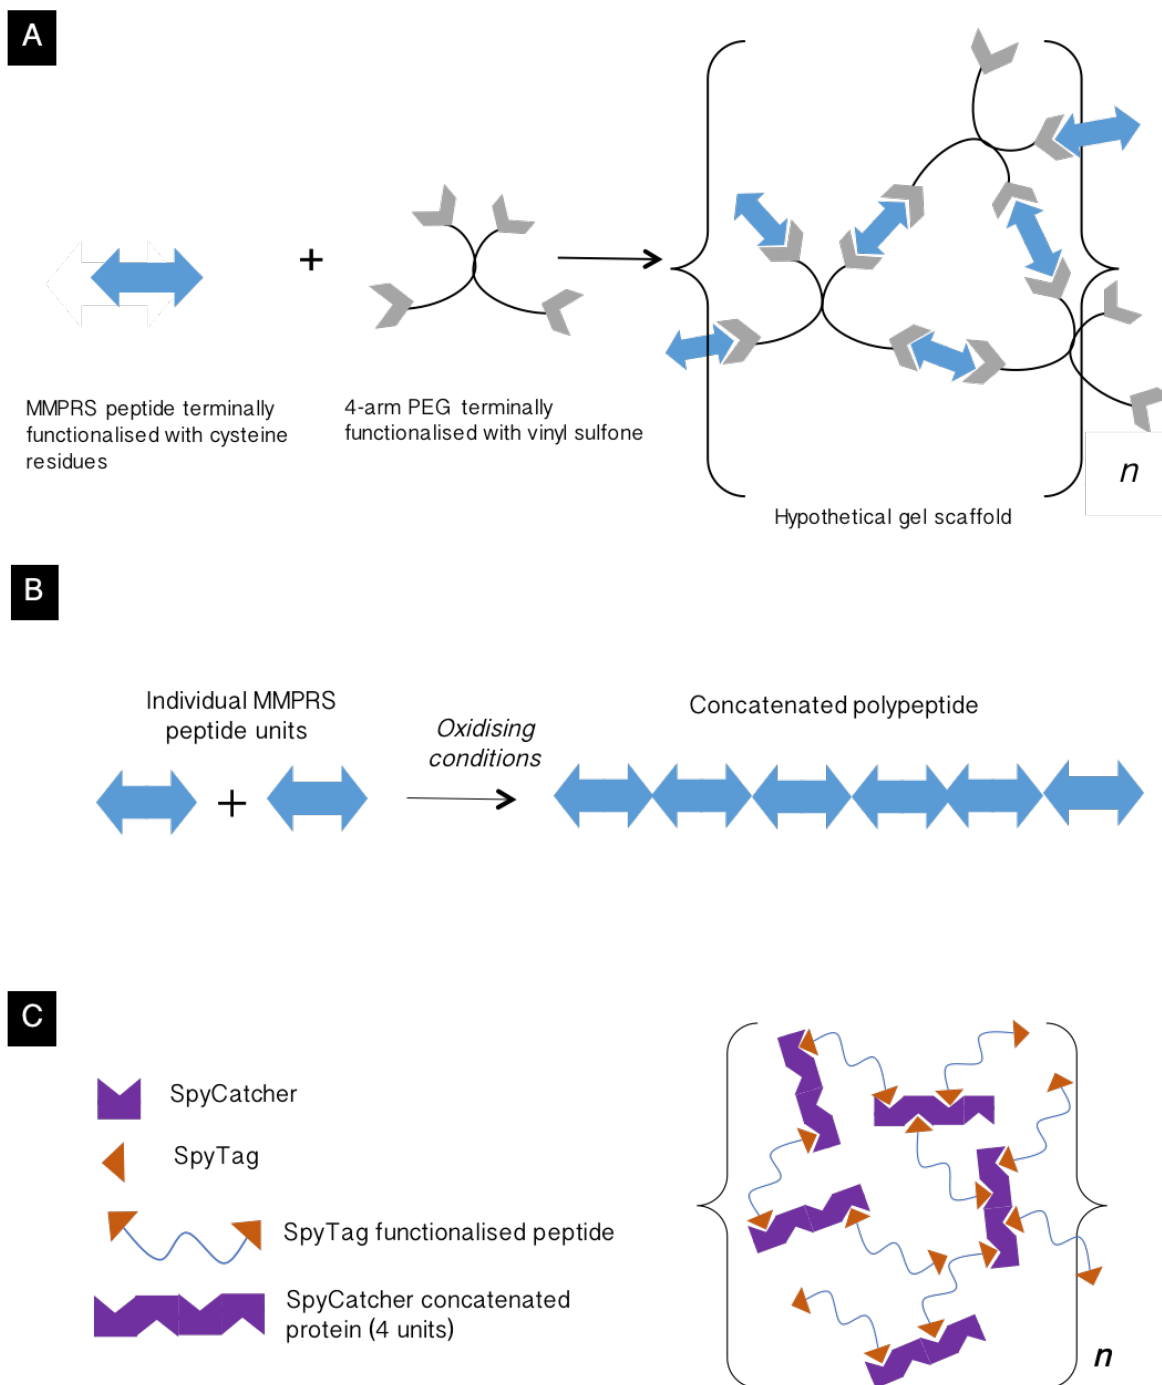 A
+
MMPRS peptide terminally
functionalised with cysteine
residues
4-arm PEG terminally
functionalised with vinyl sulfone
n
Hypothetical gel scaffold
B
Individual MMPRS
peptide units
+
Oxidising
conditions
Concatenated polypeptide
C
SpyCatcher
SpyTag
SpyTag functionalised peptide
SpyCatcher concatenated
protein (4 units)
n